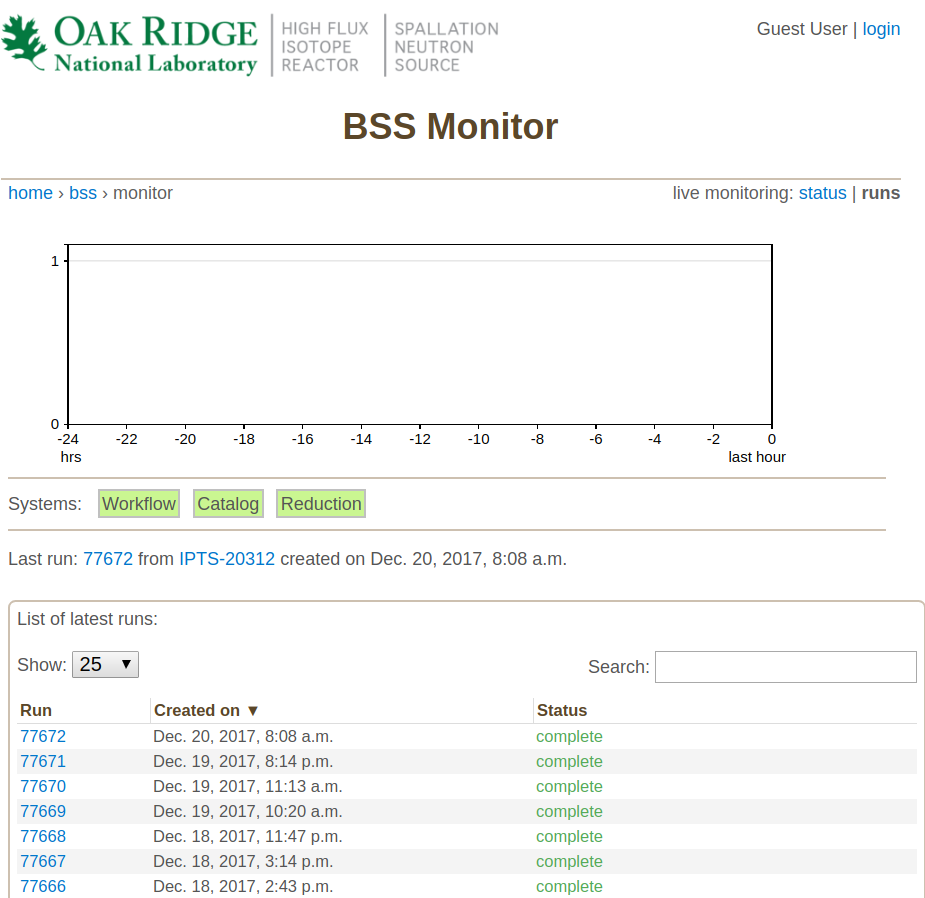 OAK RIDGE
National Laboratory
HIGH FLUX
ISOTOPE
REACTOR
SPALLATION
NEUTRON
SOURCE
Guest User | login
BSS Monitor
home › bss › monitor
live monitoring: status | runs
1
0
-24 -22 -20 -18 -16 -14 -12 -10 -8 -6 -4 -2 0
hrs last hour
Systems: Workflow Catalog Reduction
Last run: 77672 from IPTS-20312 created on Dec. 20, 2017, 8:08 a.m.
List of latest runs:
Show: 25 ▼ Search:
Run Created on ▼ Status
77672 Dec. 20, 2017, 8:08 a.m. complete
77671 Dec. 19, 2017, 8:14 p.m. complete
77670 Dec. 19, 2017, 11:13 a.m. complete
77669 Dec. 19, 2017, 10:20 a.m. complete
77668 Dec. 18, 2017, 11:47 p.m. complete
77667 Dec. 18, 2017, 3:14 p.m. complete
77666 Dec. 18, 2017, 2:43 p.m. complete